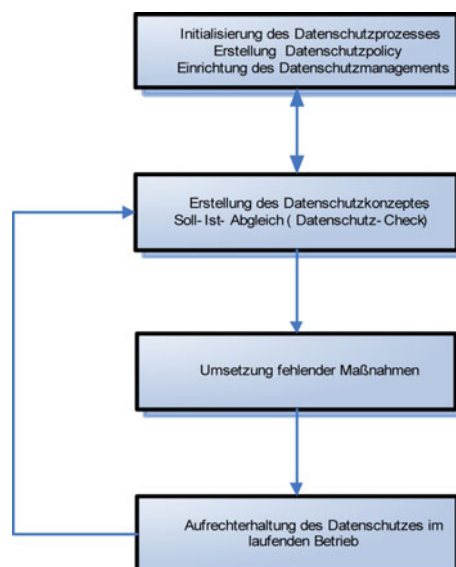 Initialisierung des Datenschutzprozesses
Erstellung Datenschutzpolicy
Einrichtung des Datenschutzmanagements
Erstellung des Datenschutzkonzeptes
Soll- Ist- Abgleich ( Datenschutz- Check)
Umsetzung fehlender Maßnahmen
Aufrechterhaltung des Datenschutzes im
laufenden Betrieb